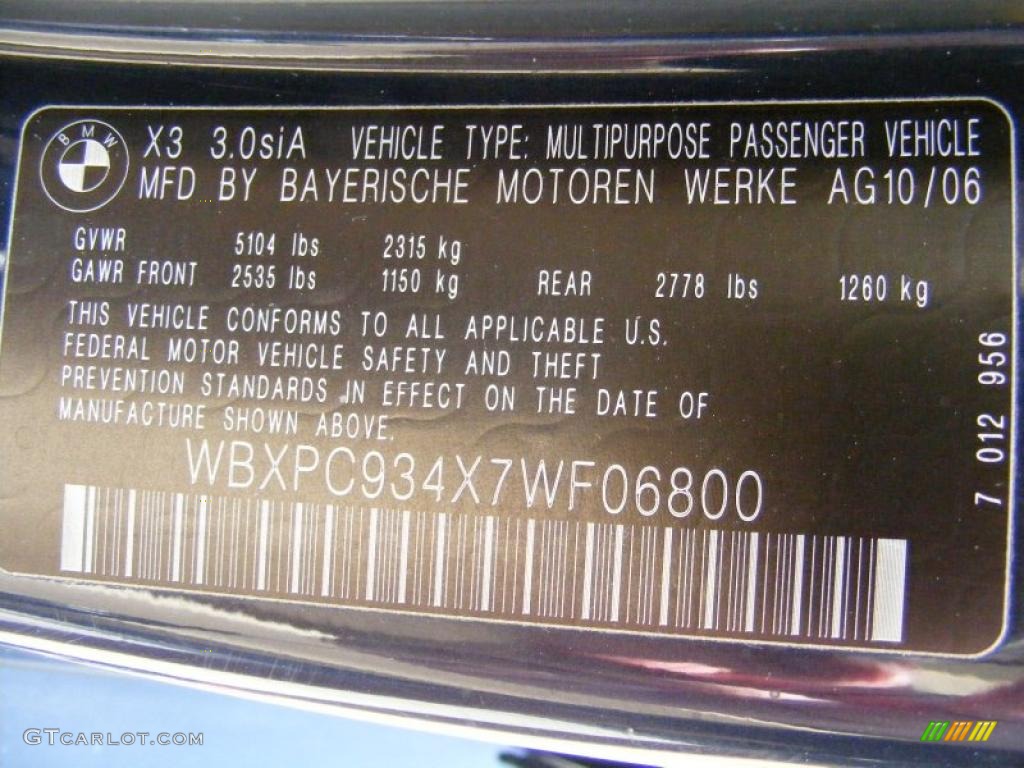 BMW X3 3.0siA VEHICLE TYPE: MULTIPURPOSE PASSENGER VEHICLE
MFD BY BAYERISCHE MOTOREN WERKE AG10/06
GVWR 5104 lbs 2315 kg
GAWR FRONT 2535 lbs 1150 kg REAR 2778 lbs 1260 kg
THIS VEHICLE CONFORMS TO ALL APPLICABLE U.S.
FEDERAL MOTOR VEHICLE SAFETY AND THEFT
PREVENTION STANDARDS IN EFFECT ON THE DATE OF
MANUFACTURE SHOWN ABOVE.
WBXPC934X7WF06800
7 012 956
GTCARLOT.COM